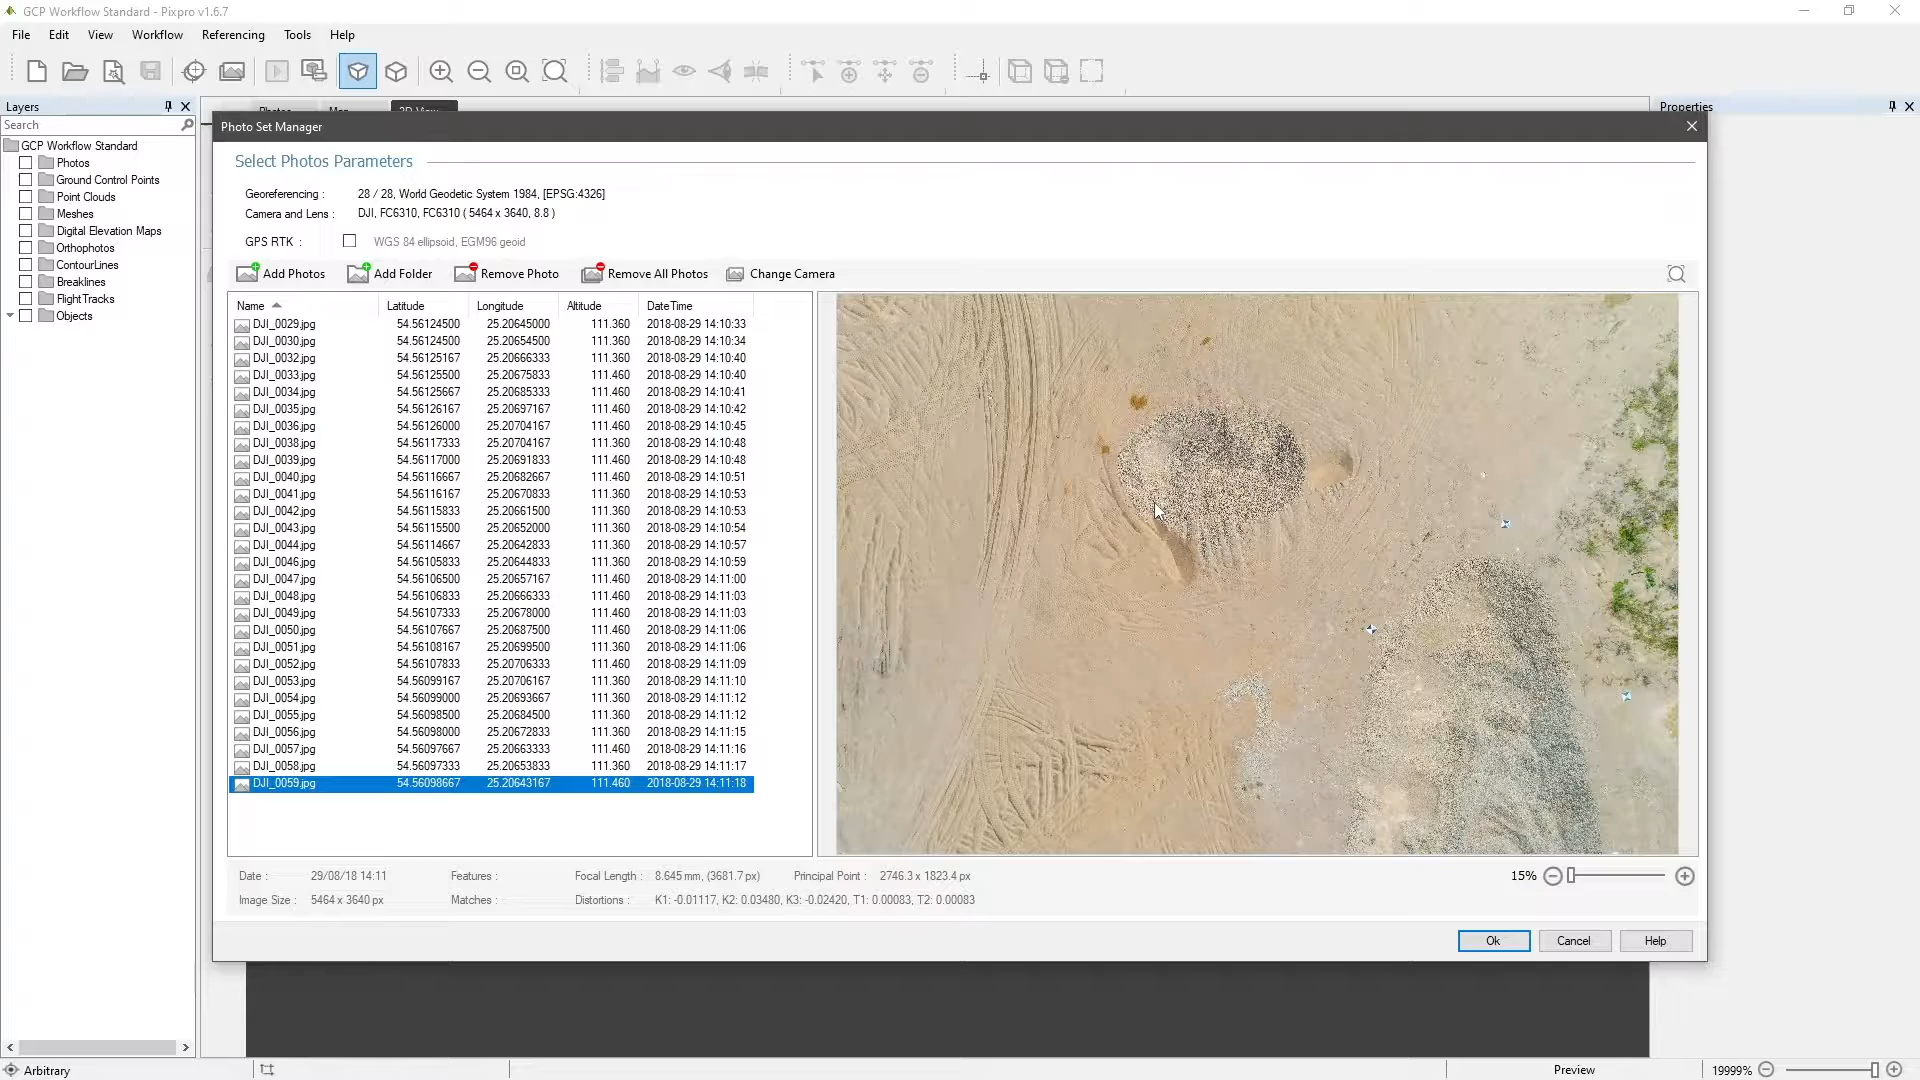 GCP Workflow Standard - Pixpro v1.6.7
File Edit View Workflow Referencing Tools Help
Layers
Properties
Search
GCP Workflow Standard
Photos
Ground Control Points
Point Clouds
Meshes
Digital Elevation Maps
Orthophotos
ContourLines
Breaklines
FlightTracks
Objects
Photos Map 3D View
Photo Set Manager
Select Photos Parameters
Georeferencing : 28 / 28, World Geodetic System 1984, [EPSG:4326]
Camera and Lens : DJI, FC6310, FC6310 ( 5464 x 3640, 8.8 )
GPS RTK : WGS 84 ellipsoid, EGM96 geoid
Add Photos Add Folder Remove Photo Remove All Photos Change Camera
Name Latitude Longitude Altitude DateTime
DJI_0029.jpg 54.56124500 25.20645000 111.360 2018-08-29 14:10:33
DJI_0030.jpg 54.56124500 25.20654500 111.360 2018-08-29 14:10:34
DJI_0032.jpg 54.56125167 25.20666333 111.360 2018-08-29 14:10:40
DJI_0033.jpg 54.56125500 25.20675833 111.460 2018-08-29 14:10:40
DJI_0034.jpg 54.56125667 25.20685333 111.460 2018-08-29 14:10:41
DJI_0035.jpg 54.56126167 25.20697167 111.460 2018-08-29 14:10:42
DJI_0036.jpg 54.56126000 25.20704167 111.460 2018-08-29 14:10:45
DJI_0038.jpg 54.56117333 25.20704167 111.360 2018-08-29 14:10:48
DJI_0039.jpg 54.56117000 25.20691833 111.460 2018-08-29 14:10:48
DJI_0040.jpg 54.56116667 25.20682667 111.460 2018-08-29 14:10:51
DJI_0041.jpg 54.56116167 25.20670833 111.360 2018-08-29 14:10:53
DJI_0042.jpg 54.56115833 25.20661500 111.360 2018-08-29 14:10:53
DJI_0043.jpg 54.56115500 25.20652000 111.360 2018-08-29 14:10:54
DJI_0044.jpg 54.56114667 25.20642833 111.360 2018-08-29 14:10:57
DJI_0046.jpg 54.56105833 25.20644833 111.360 2018-08-29 14:10:59
DJI_0047.jpg 54.56106500 25.20657167 111.460 2018-08-29 14:11:00
DJI_0048.jpg 54.56106833 25.20666333 111.460 2018-08-29 14:11:03
DJI_0049.jpg 54.56107333 25.20678000 111.460 2018-08-29 14:11:03
DJI_0050.jpg 54.56107667 25.20687500 111.460 2018-08-29 14:11:06
DJI_0051.jpg 54.56108167 25.20699500 111.360 2018-08-29 14:11:06
DJI_0052.jpg 54.56107833 25.20706333 111.460 2018-08-29 14:11:09
DJI_0053.jpg 54.56099167 25.20706167 111.360 2018-08-29 14:11:10
DJI_0054.jpg 54.56099000 25.20693667 111.360 2018-08-29 14:11:12
DJI_0055.jpg 54.56098500 25.20684500 111.360 2018-08-29 14:11:12
DJI_0056.jpg 54.56098000 25.20672833 111.360 2018-08-29 14:11:15
DJI_0057.jpg 54.56097667 25.20663333 111.460 2018-08-29 14:11:16
DJI_0058.jpg 54.56097333 25.20653833 111.360 2018-08-29 14:11:17
DJI_0059.jpg 54.56098667 25.20643167 111.460 2018-08-29 14:11:18
Date : 29/08/18 14:11 Features : Focal Length : 8.645 mm, (3681.7 px) Principal Point : 2746.3 x 1823.4 px
15%
Image Size : 5464 x 3640 px Matches : Distortions : K1: -0.01117, K2: 0.03480, K3: -0.02420, T1: 0.00083, T2: 0.00083
Ok Cancel Help
Arbitrary Preview 19999%